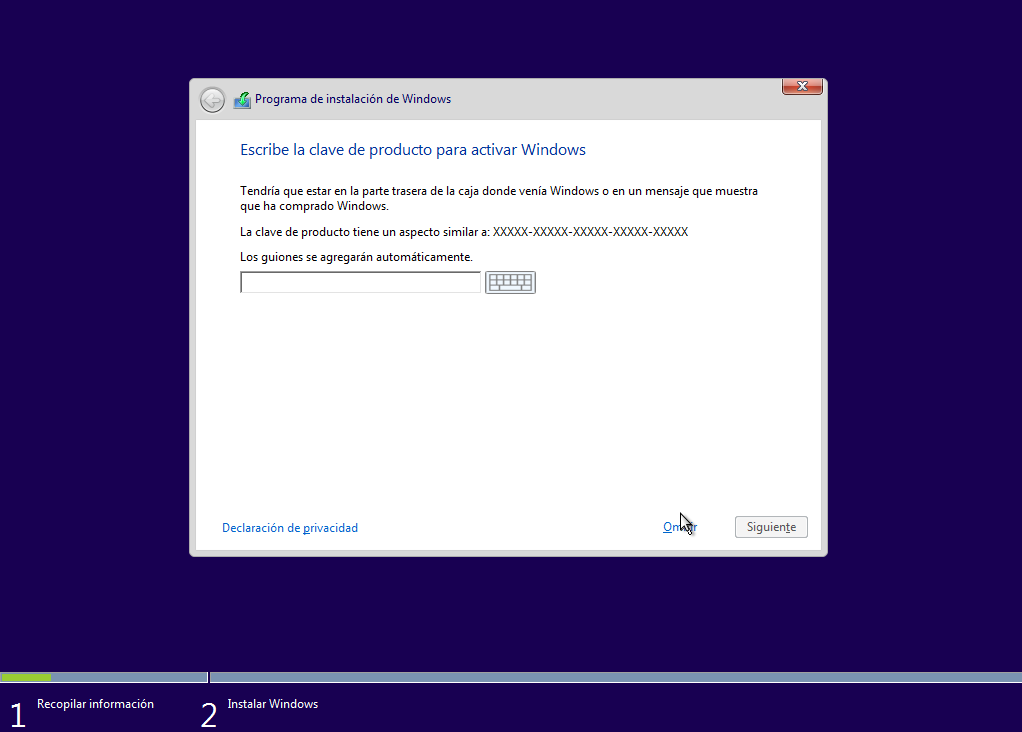 Programa de instalación de Windows
Escribe la clave de producto para activar Windows
Tendría que estar en la parte trasera de la caja donde venía Windows o en un mensaje que muestra
que ha comprado Windows.
La clave de producto tiene un aspecto similar a: XXXXX-XXXXX-XXXXX-XXXXX-XXXXX
Los guiones se agregarán automáticamente.
Declaración de privacidad
Siguiente
1 Recopilar información
2 Instalar Windows